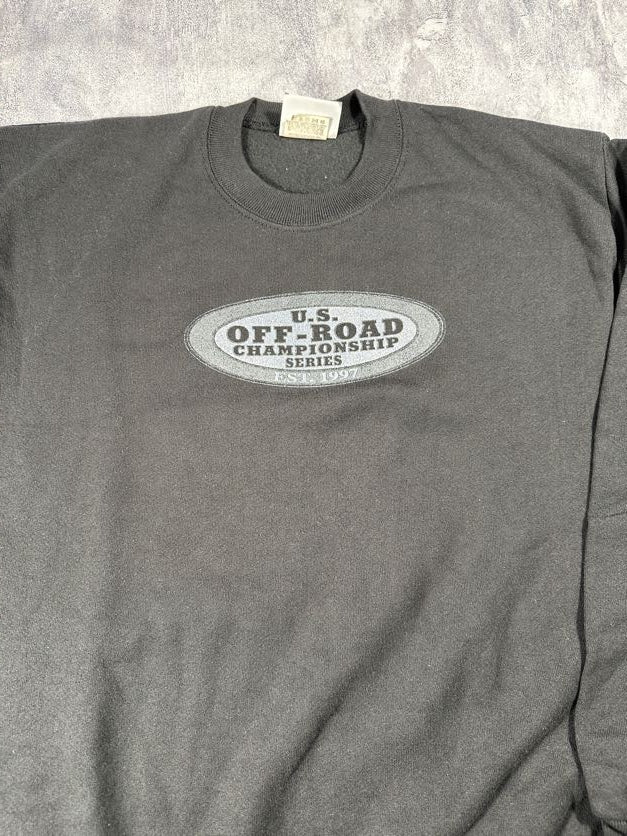 U.S.
OFF-ROAD
CHAMPIONSHIP
SERIES
EST. 1997